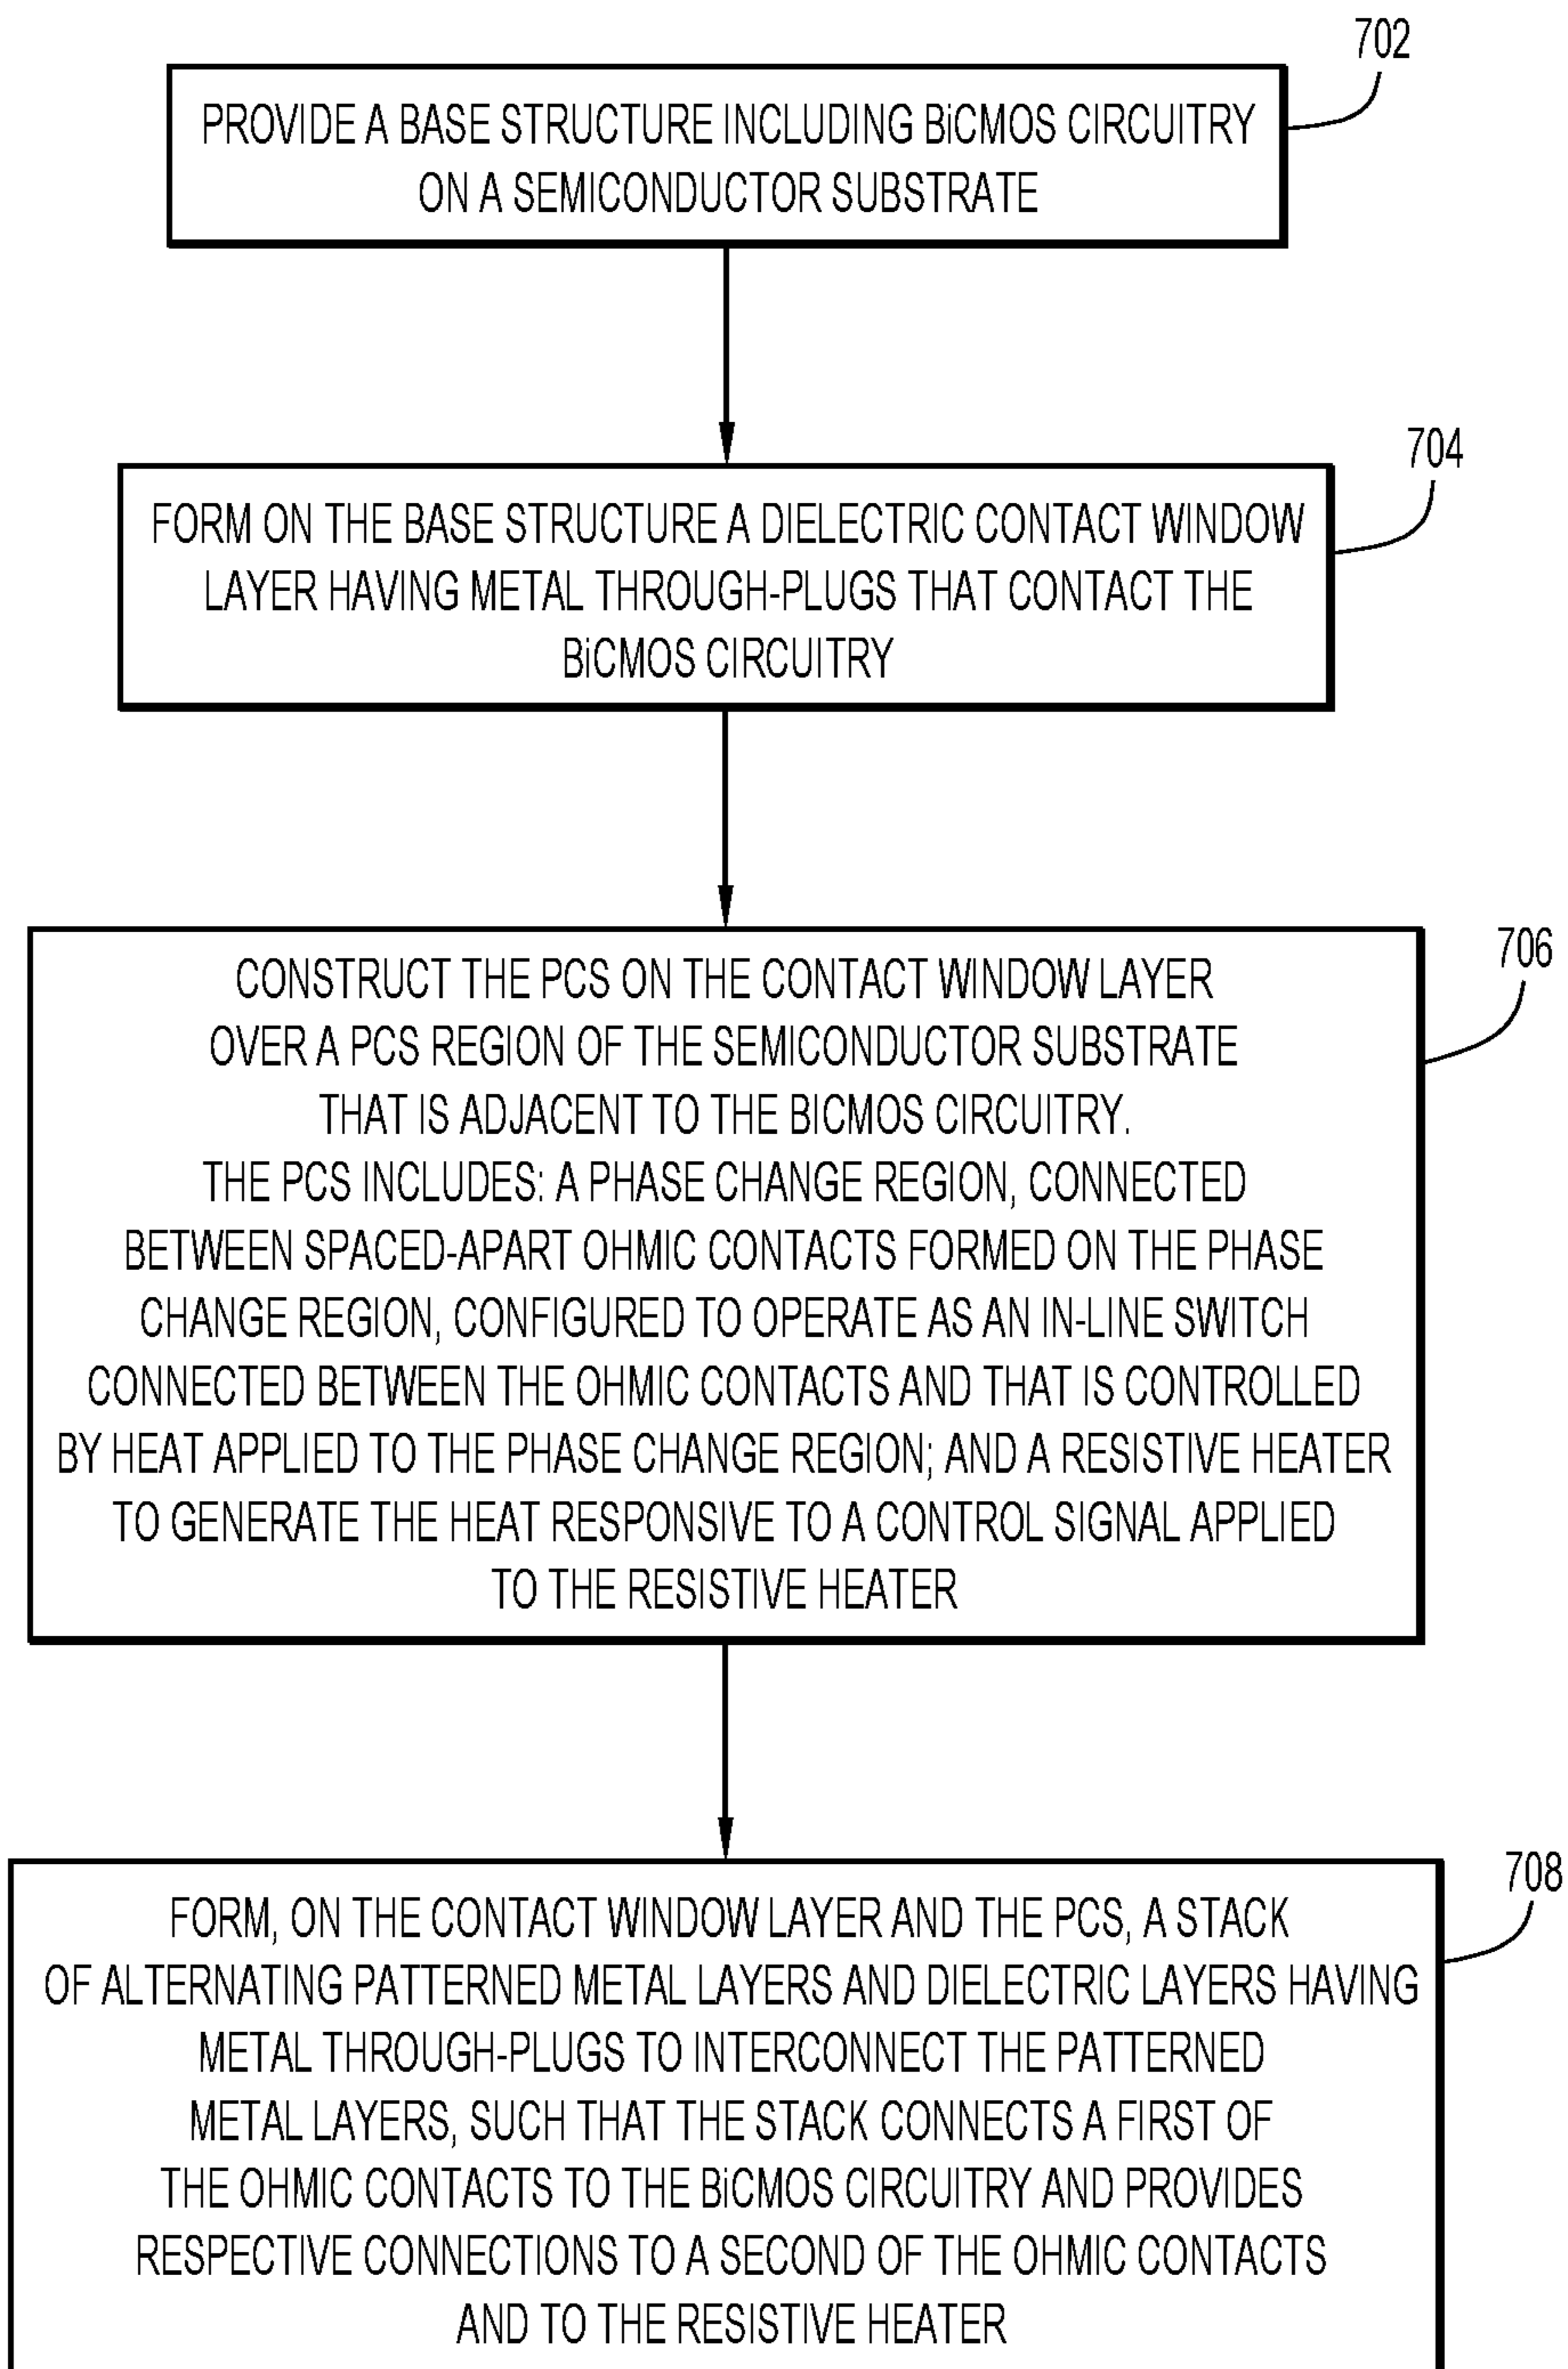 702
PROVIDE A BASE STRUCTURE INCLUDING BiCMOS CIRCUITRY
ON A SEMICONDUCTOR SUBSTRATE
704
FORM ON THE BASE STRUCTURE A DIELECTRIC CONTACT WINDOW
LAYER HAVING METAL THROUGH-PLUGS THAT CONTACT THE
BiCMOS CIRCUITRY
706
CONSTRUCT THE PCS ON THE CONTACT WINDOW LAYER
OVER A PCS REGION OF THE SEMICONDUCTOR SUBSTRATE
THAT IS ADJACENT TO THE BICMOS CIRCUITRY.
THE PCS INCLUDES: A PHASE CHANGE REGION, CONNECTED
BETWEEN SPACED-APART OHMIC CONTACTS FORMED ON THE PHASE
CHANGE REGION, CONFIGURED TO OPERATE AS AN IN-LINE SWITCH
CONNECTED BETWEEN THE OHMIC CONTACTS AND THAT IS CONTROLLED
BY HEAT APPLIED TO THE PHASE CHANGE REGION; AND A RESISTIVE HEATER
TO GENERATE THE HEAT RESPONSIVE TO A CONTROL SIGNAL APPLIED
TO THE RESISTIVE HEATER
708
FORM, ON THE CONTACT WINDOW LAYER AND THE PCS, A STACK
OF ALTERNATING PATTERNED METAL LAYERS AND DIELECTRIC LAYERS HAVING
METAL THROUGH-PLUGS TO INTERCONNECT THE PATTERNED
METAL LAYERS, SUCH THAT THE STACK CONNECTS A FIRST OF
THE OHMIC CONTACTS TO THE BiCMOS CIRCUITRY AND PROVIDES
RESPECTIVE CONNECTIONS TO A SECOND OF THE OHMIC CONTACTS
AND TO THE RESISTIVE HEATER